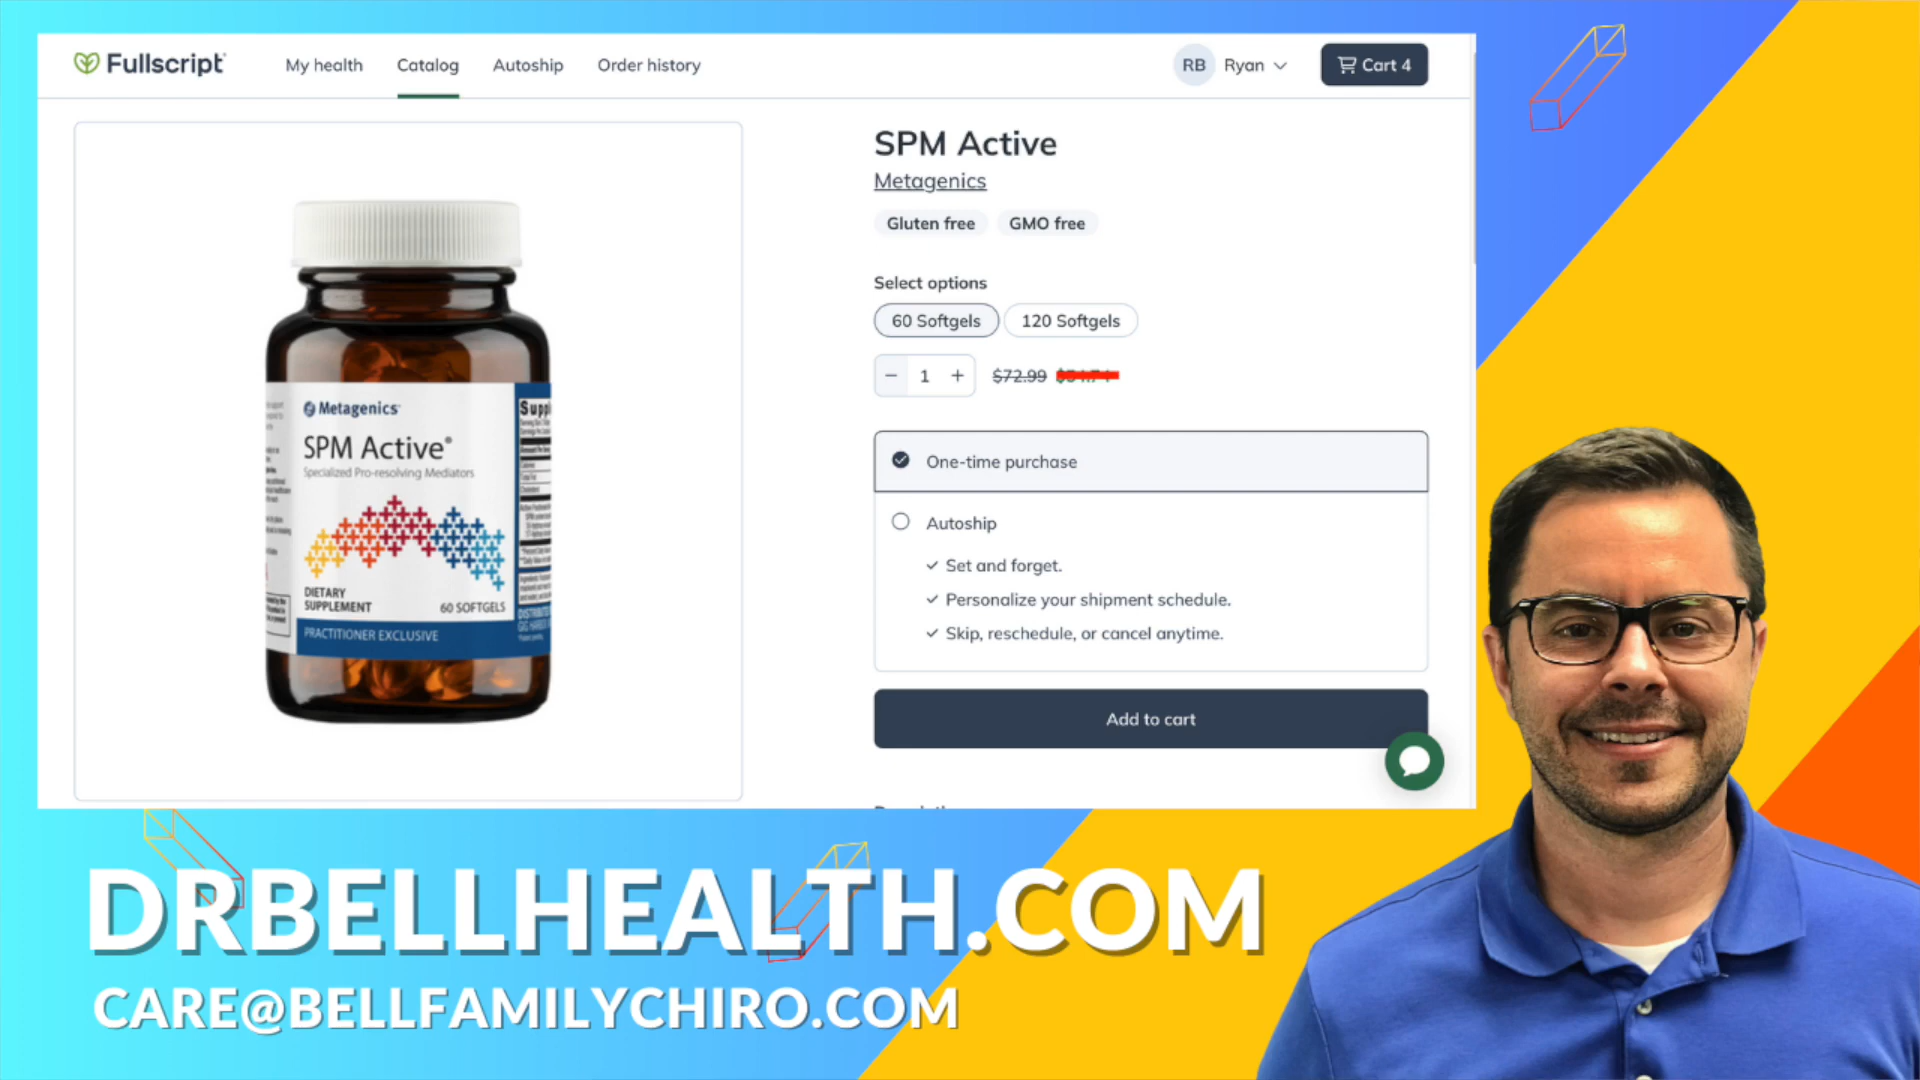 Fullscript
My health
Catalog
Autoship
Order history
RB
Ryan
Cart 4
SPM Active
Metagenics
Gluten free
GMO free
Select options
60 Softgels
120 Softgels
− 1 +
$72.99
One-time purchase
Autoship
Set and forget.
Personalize your shipment schedule.
Skip, reschedule, or cancel anytime.
Add to cart
Metagenics
SPM Active®
Specialized Pro-resolving Mediators
DIETARY
SUPPLEMENT
60 SOFTGELS
PRACTITIONER EXCLUSIVE
DRBELLHEALTH.COM
CARE@BELLFAMILYCHIRO.COM